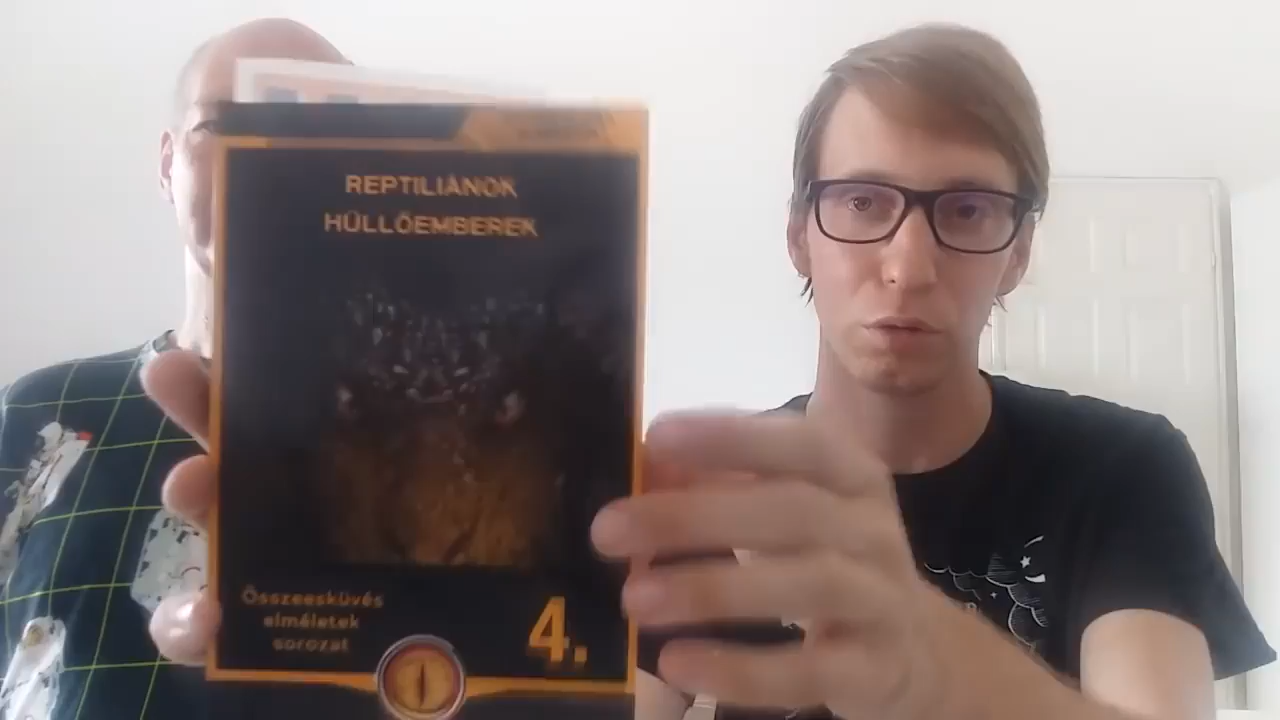 REPTILIÁNOK
HÜLLŐEMBEREK
Összeesküvés
elméletek
sorozat
4.